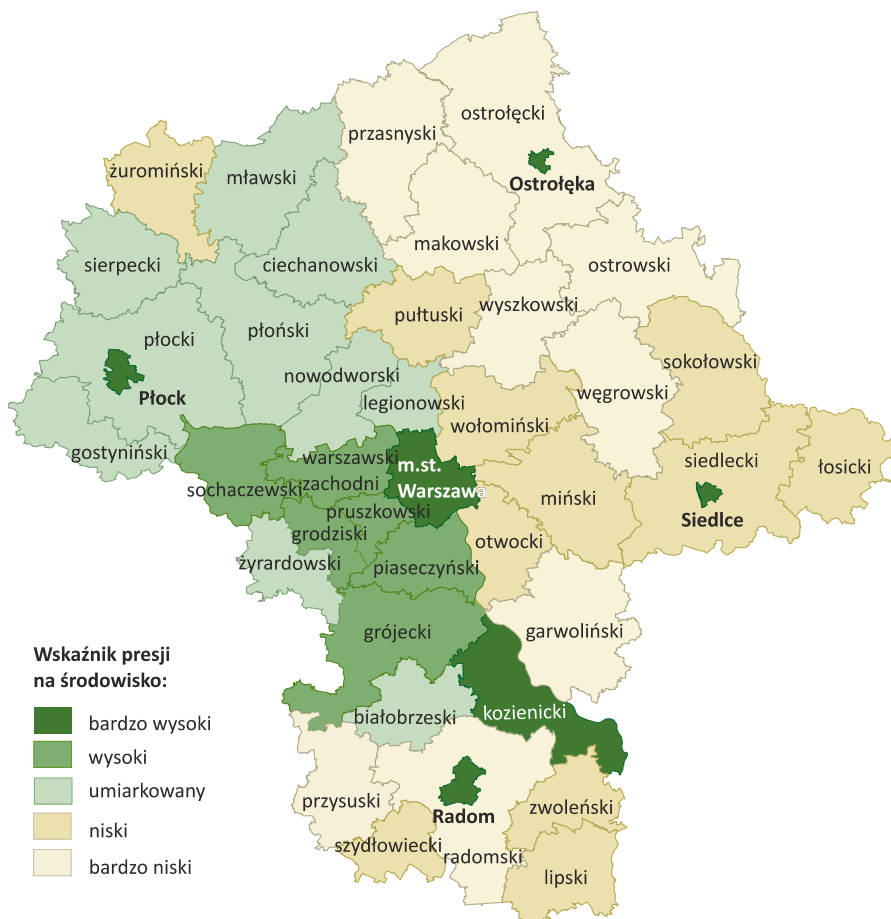 ostrołęcki
przasnyski
żuromiński
mławski
Ostrołęka
makowski
sierpecki
ciechanowski
ostrowski
wyszkowski
pułtuski
płocki
płoński
sokołowski
nowodworski
węgrowski
Płock
legionowski
wołomiński
gostyniński
warszawski
zachodni
m.st.
Warszawa
siedlecki
łosicki
sochaczewski
miński
pruszkowski
Siedlce
grodziski
otwocki
żyrardowski
piaseczyński
grójecki
garwoliński
Wskaźnik presji
na środowisko:
białobrzeski
kozienicki
bardzo wysoki
wysoki
umiarkowany
niski
bardzo niski
przysuski
zwoleński
Radom
szydłowiecki
radomski
lipski